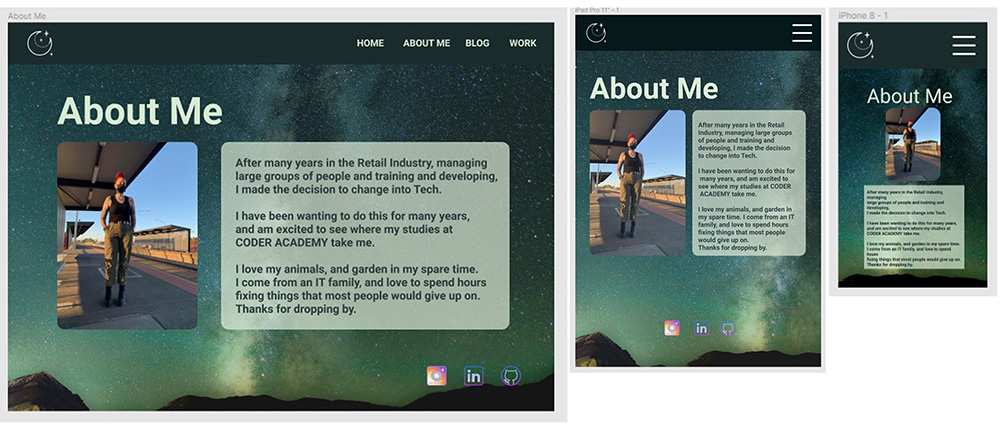 About Me
HOME ABOUT ME BLOG WORK
About Me
After many years in the Retail Industry, managing
large groups of people and training and developing,
I made the decision to change into Tech.
I have been wanting to do this for many years,
and am excited to see where my studies at
CODER ACADEMY take me.
I love my animals, and garden in my spare time.
I come from an IT family, and love to spend hours
fixing things that most people would give up on.
Thanks for dropping by.
in
iPad Pro 11" - 1
About Me
After many years in the Retail
Industry, managing large groups
of people and training and
developing, I made the decision
to change into Tech.
I have been wanting to do this for
many years, and am excited to
see where my studies at CODER
ACADEMY take me.
I love my animals, and garden in
my spare time. I come from an IT
family, and love to spend hours
fixing things that most people
would give up on.
Thanks for dropping by.
in
iPhone 8 - 1
About Me
After many years in the Retail Industry,
managing
large groups of people and training and
developing,
I made the decision to change into Tech.
I have been wanting to do this for many years,
and am excited to see where my studies at
CODER ACADEMY take me.
I love my animals, and garden in my spare time.
I come from an IT family, and love to spend
hours
fixing things that most people would give up on.
Thanks for dropping by.